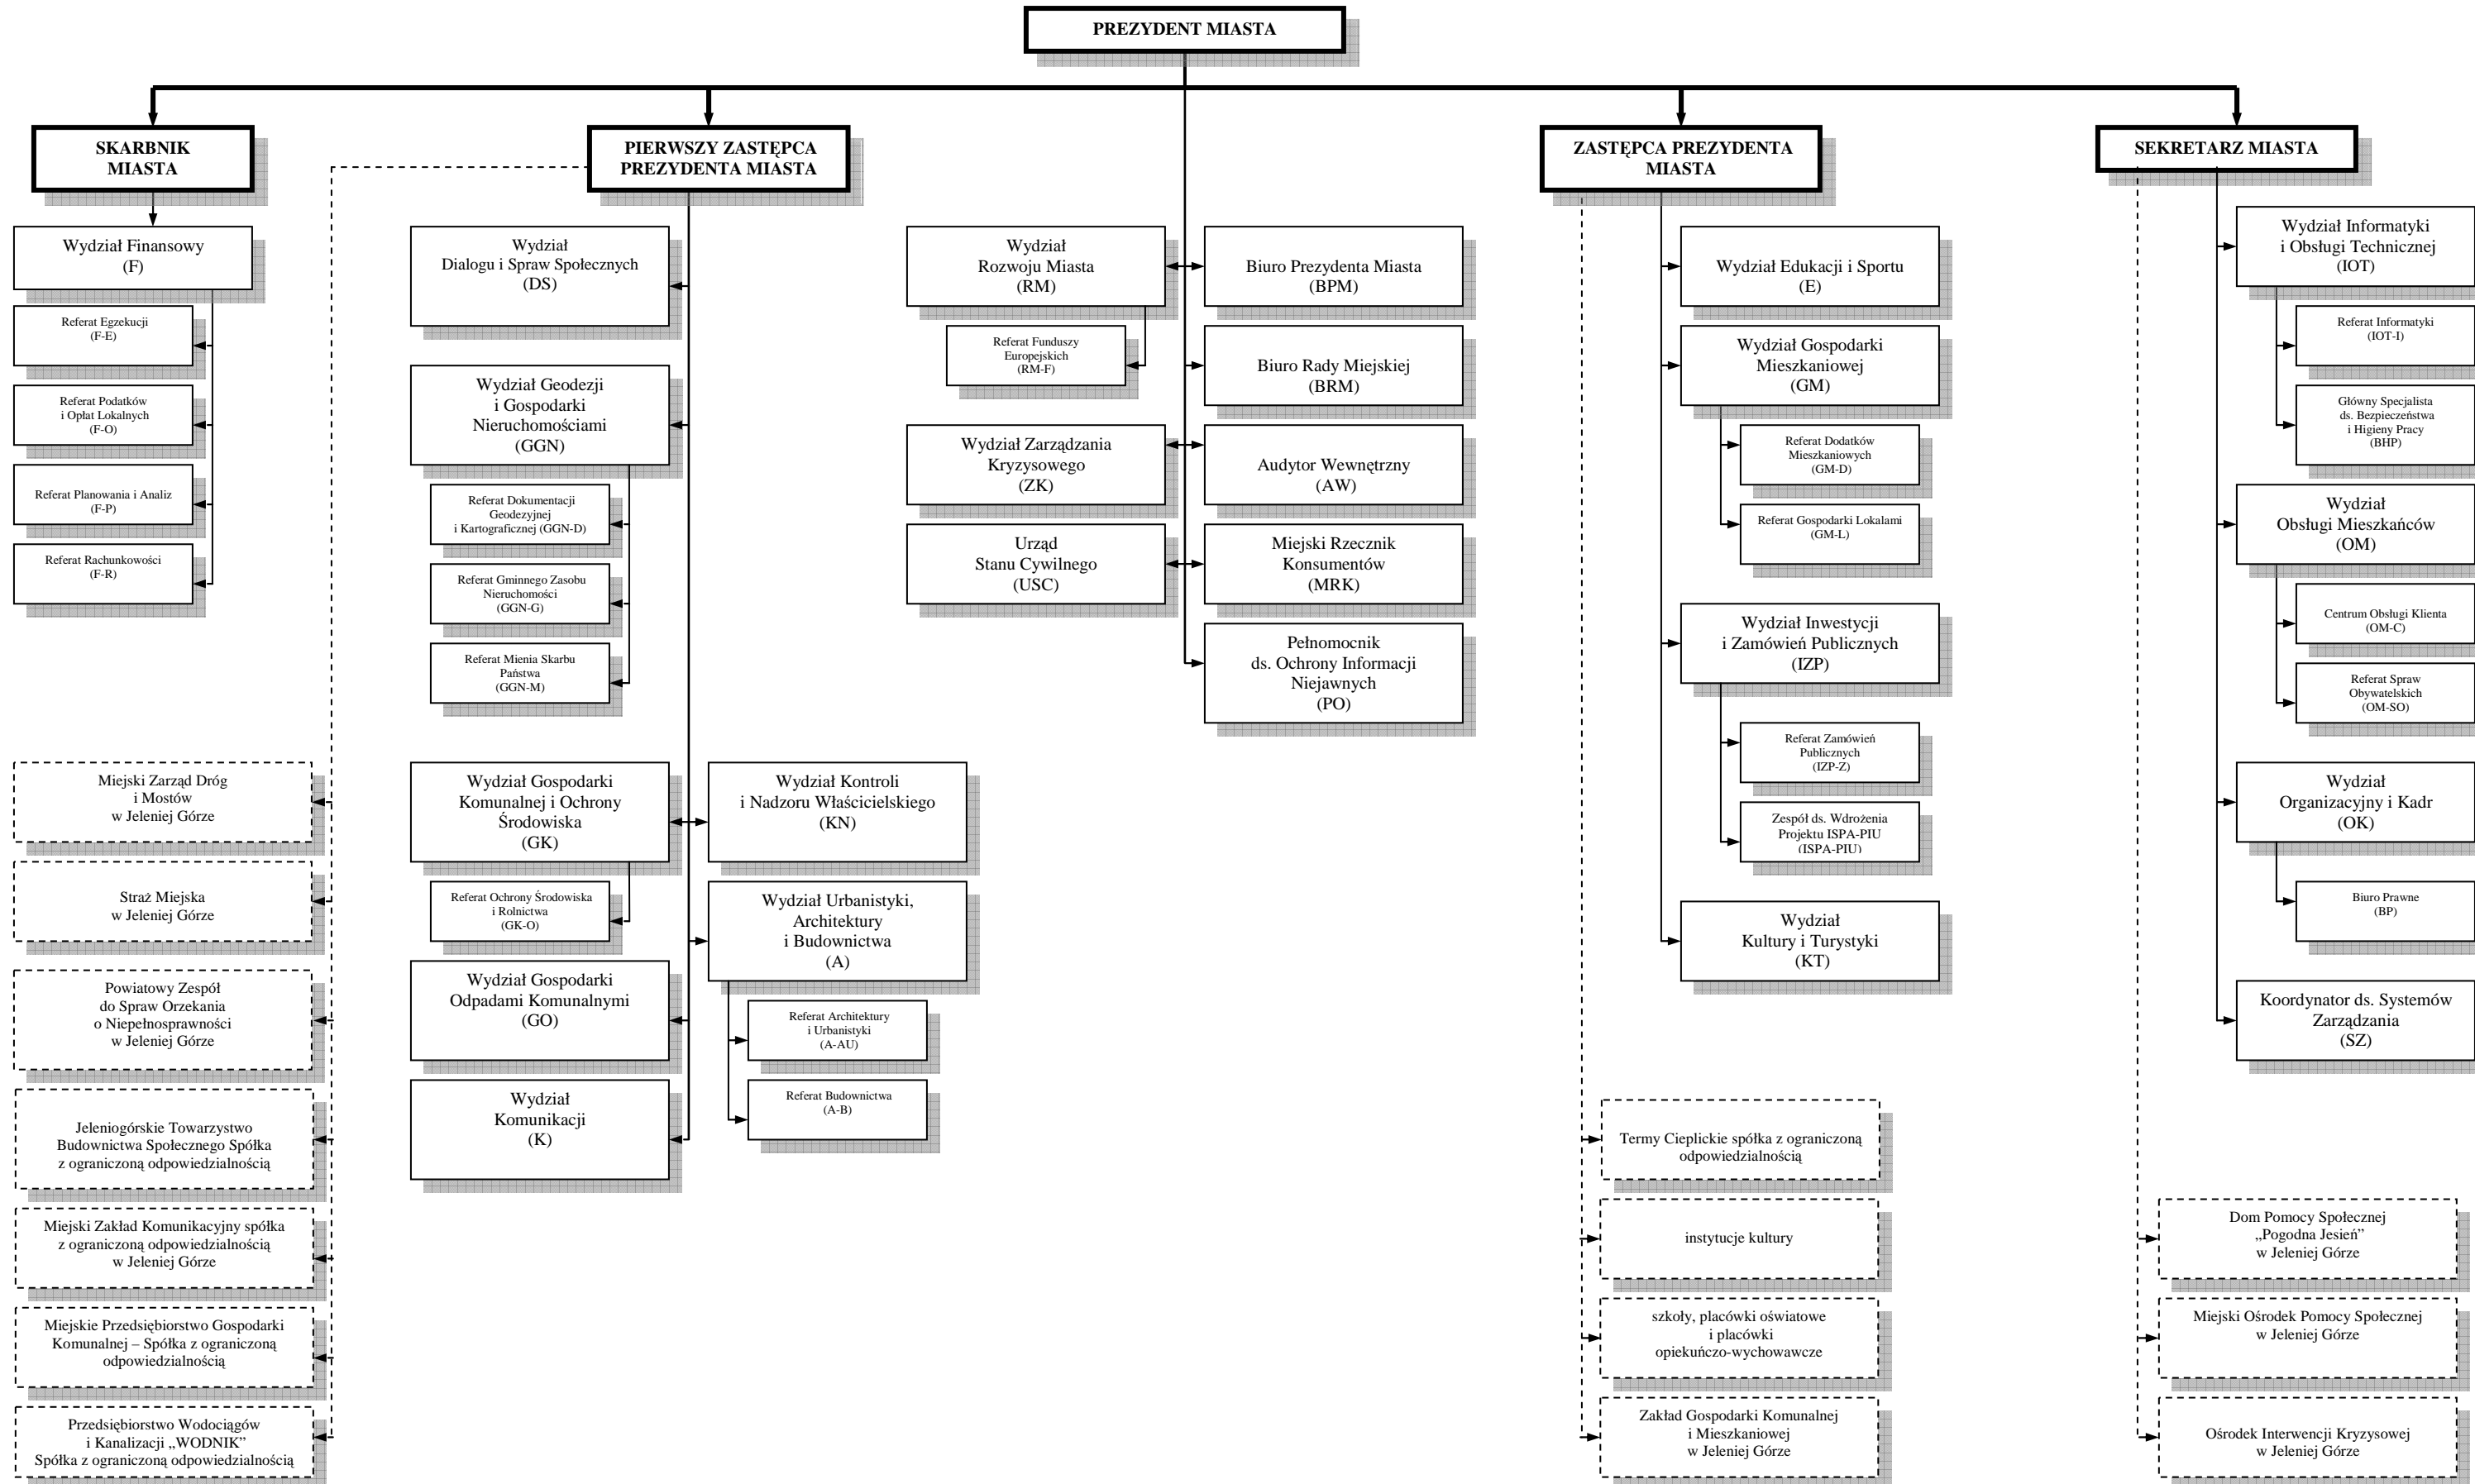 PREZYDENT MIASTA
SKARBNIK
MIASTA
PIERWSZY ZASTĘPCA
PREZYDENTA MIASTA
ZASTĘPCA PREZYDENTA
MIASTA
SEKRETARZ MIASTA
Wydział Finansowy
(F)
Referat Egzekucji
(F-E)
Referat Podatków
i Opłat Lokalnych
(F-O)
Referat Planowania i Analiz
(F-P)
Referat Rachunkowości
(F-R)
Miejski Zarząd Dróg
i Mostów
w Jeleniej Górze
Straż Miejska
w Jeleniej Górze
Powiatowy Zespół
do Spraw Orzekania
o Niepełnosprawności
w Jeleniej Górze
Jeleniogórskie Towarzystwo
Budownictwa Społecznego Spółka
z ograniczoną odpowiedzialnością
Miejski Zakład Komunikacyjny spółka
z ograniczoną odpowiedzialnością
w Jeleniej Górze
Miejskie Przedsiębiorstwo Gospodarki
Komunalnej – Spółka z ograniczoną
odpowiedzialnością
Przedsiębiorstwo Wodociągów
i Kanalizacji „WODNIK”
Spółka z ograniczoną odpowiedzialnością
Wydział
Dialogu i Spraw Społecznych
(DS)
Wydział Geodezji
i Gospodarki
Nieruchomościami
(GGN)
Referat Dokumentacji
Geodezyjnej
i Kartograficznej (GGN-D)
Referat Gminnego Zasobu
Nieruchomości
(GGN-G)
Referat Mienia Skarbu
Państwa
(GGN-M)
Wydział Gospodarki
Komunalnej i Ochrony
Środowiska
(GK)
Referat Ochrony Środowiska
i Rolnictwa
(GK-O)
Wydział Gospodarki
Odpadami Komunalnymi
(GO)
Wydział
Komunikacji
(K)
Wydział Kontroli
i Nadzoru Właścicielskiego
(KN)
Wydział Urbanistyki,
Architektury
i Budownictwa
(A)
Referat Architektury
i Urbanistyki
(A-AU)
Referat Budownictwa
(A-B)
Wydział
Rozwoju Miasta
(RM)
Referat Funduszy
Europejskich
(RM-F)
Wydział Zarządzania
Kryzysowego
(ZK)
Urząd
Stanu Cywilnego
(USC)
Biuro Prezydenta Miasta
(BPM)
Biuro Rady Miejskiej
(BRM)
Audytor Wewnętrzny
(AW)
Miejski Rzecznik
Konsumentów
(MRK)
Pełnomocnik
ds. Ochrony Informacji
Niejawnych
(PO)
Wydział Edukacji i Sportu
(E)
Wydział Gospodarki
Mieszkaniowej
(GM)
Referat Dodatków
Mieszkaniowych
(GM-D)
Referat Gospodarki Lokalami
(GM-L)
Wydział Inwestycji
i Zamówień Publicznych
(IZP)
Referat Zamówień
Publicznych
(IZP-Z)
Zespół ds. Wdrożenia
Projektu ISPA-PIU
(ISPA-PIU)
Wydział
Kultury i Turystyki
(KT)
Termy Cieplickie spółka z ograniczoną
odpowiedzialnością
instytucje kultury
szkoły, placówki oświatowe
i placówki
opiekuńczo-wychowawcze
Zakład Gospodarki Komunalnej
i Mieszkaniowej
w Jeleniej Górze
Wydział Informatyki
i Obsługi Technicznej
(IOT)
Referat Informatyki
(IOT-I)
Główny Specjalista
ds. Bezpieczeństwa
i Higieny Pracy
(BHP)
Wydział
Obsługi Mieszkańców
(OM)
Centrum Obsługi Klienta
(OM-C)
Referat Spraw
Obywatelskich
(OM-SO)
Wydział
Organizacyjny i Kadr
(OK)
Biuro Prawne
(BP)
Koordynator ds. Systemów
Zarządzania
(SZ)
Dom Pomocy Społecznej
„Pogodna Jesień”
w Jeleniej Górze
Miejski Ośrodek Pomocy Społecznej
w Jeleniej Górze
Ośrodek Interwencji Kryzysowej
w Jeleniej Górze